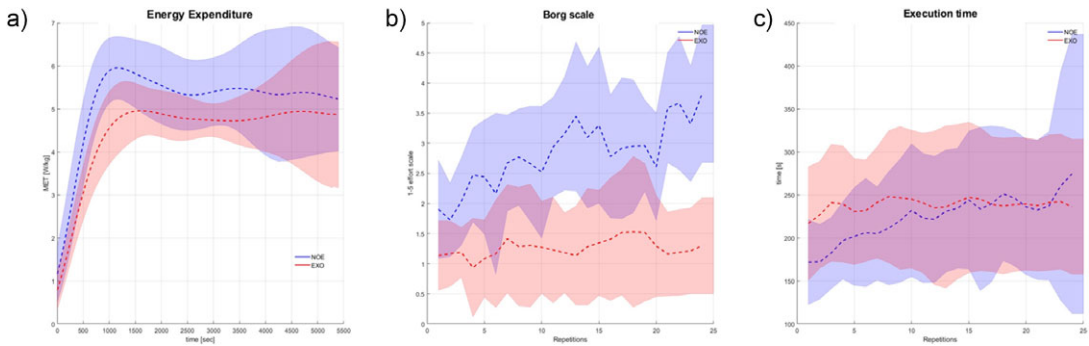 a)
Energy Expenditure
7
6
5
4
3
2
1
0
MET [W/kg]
0 500 1000 1500 2000 2500 3000 3500 4000 4500 5000 5500
time [sec]
NOE
EXO
b)
Borg scale
5
4.5
4
3.5
3
2.5
2
1.5
1
0.5
0
1-5 effort scale
0 5 10 15 20 25
Repetitions
NOE
EXO
c)
Execution time
450
400
350
300
250
200
150
100
time [s]
0 5 10 15 20 25
Repetitions
NOE
EXO